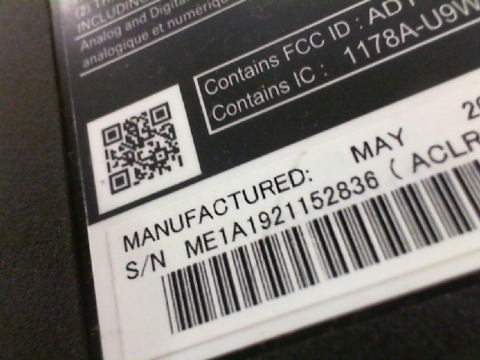 INCLUDING
Analog and Digital
analogique et numérique
Contains FCC ID :
Contains IC : 1178A-U9W
MANUFACTURED: MAY
S/N ME1A1921152836 ( ACLR